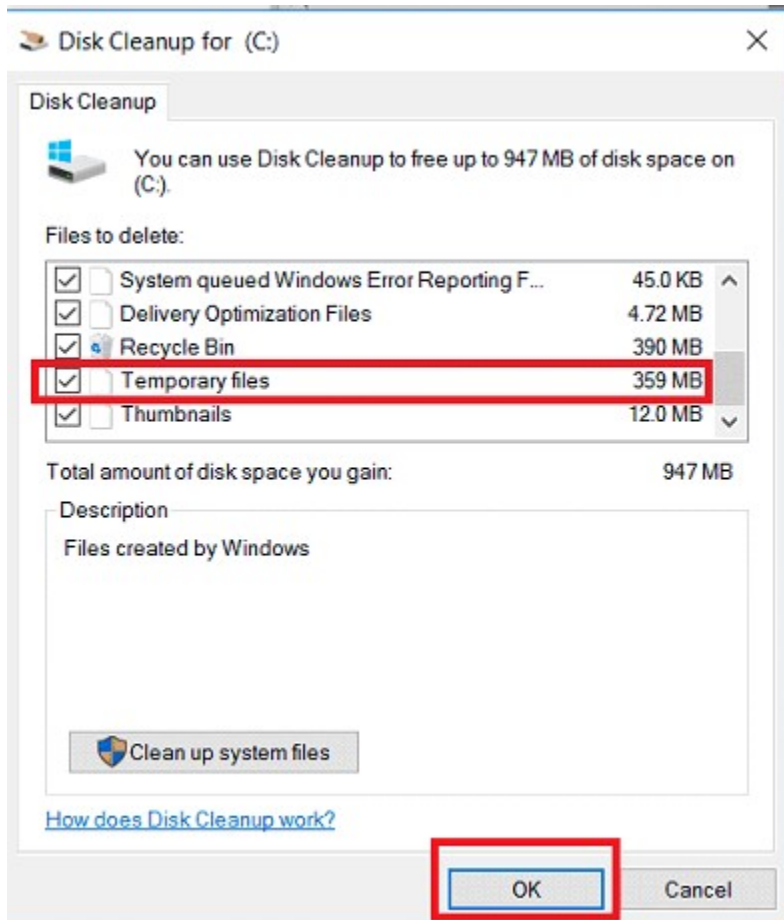 Disk Cleanup for (C:)
Disk Cleanup
You can use Disk Cleanup to free up to 947 MB of disk space on
(C:).
Files to delete:
System queued Windows Error Reporting F... 45.0 KB
Delivery Optimization Files 4.72 MB
Recycle Bin 390 MB
Temporary files 359 MB
Thumbnails 12.0 MB
Total amount of disk space you gain: 947 MB
Description
Files created by Windows
Clean up system files
How does Disk Cleanup work?
OK Cancel